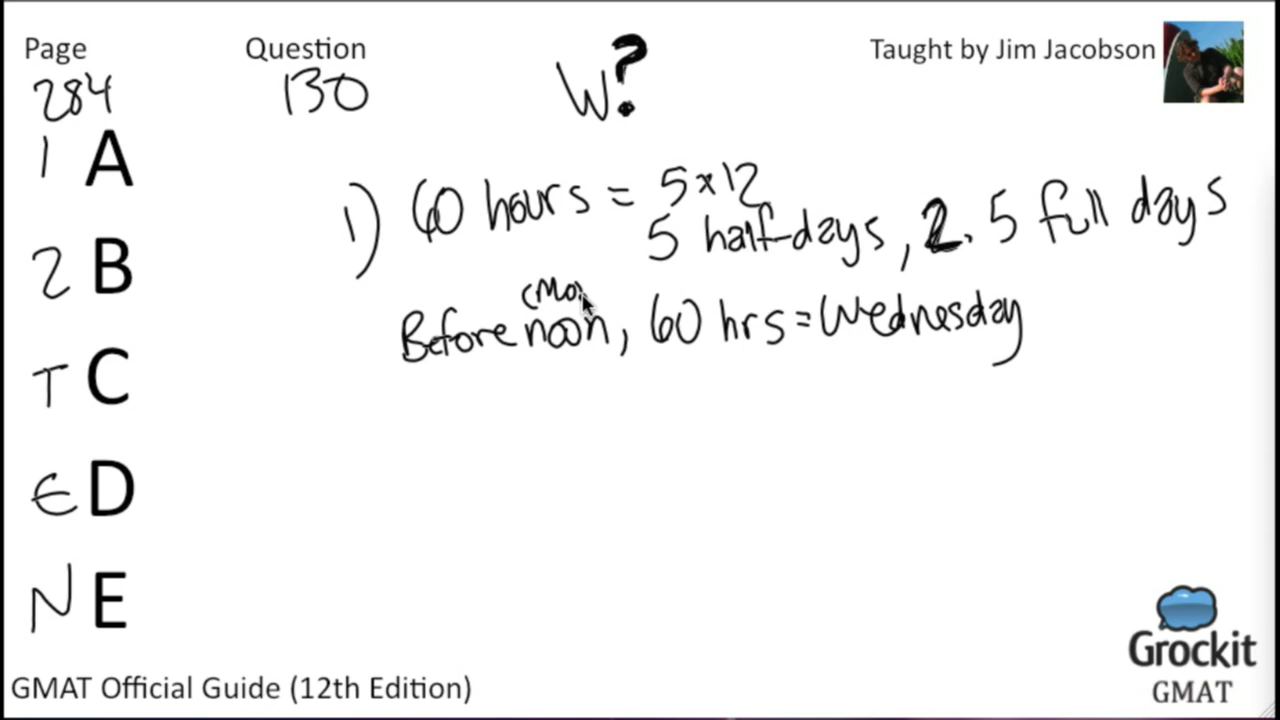 Page Question W? Taught by Jim Jacobson
284 130
1 A
1) 60 hours = 5x12
5 half-days, 2.5 full days
2 B
(Mo
Before noon, 60 hrs = Wednesday
T C
E D
N E
Grockit
GMAT
GMAT Official Guide (12th Edition)